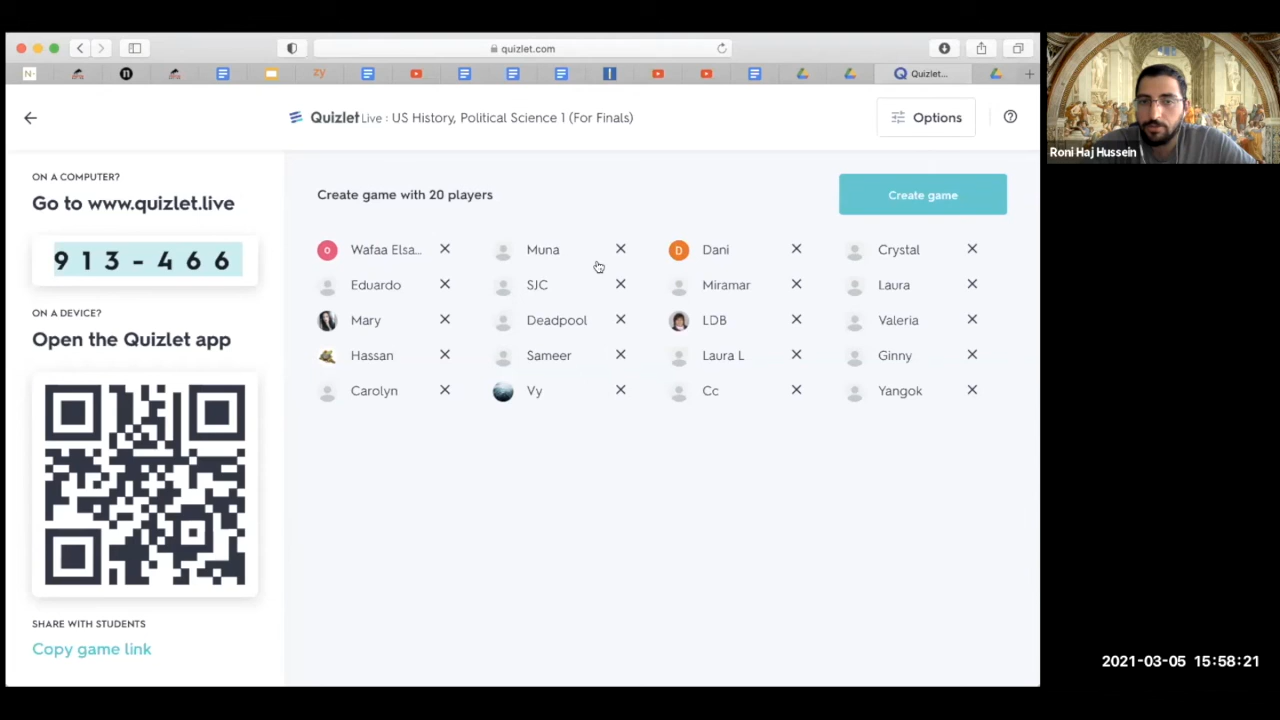 quizlet.com
N-
n
zy
Quizlet...
Quizlet Live : US History, Political Science 1 (For Finals)
Options
Roni Haj Hussein
ON A COMPUTER?
Go to www.quizlet.live
913-466
ON A DEVICE?
Open the Quizlet app
SHARE WITH STUDENTS
Copy game link
Create game with 20 players
Create game
O Wafaa Elsa...
Muna
D Dani
Crystal
Eduardo
SJC
Miramar
Laura
Mary
Deadpool
LDB
Valeria
Hassan
Sameer
Laura L
Ginny
Carolyn
Vy
Cc
Yangok
2021-03-05 15:58:21